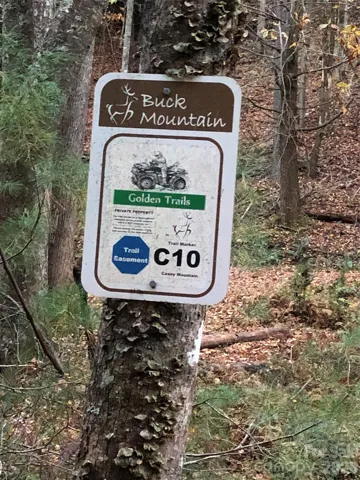 Buck
Mountain
Golden Trails
PRIVATE PROPERTY
Trail
Easement
Trail Marker
C10
Casey Mountain